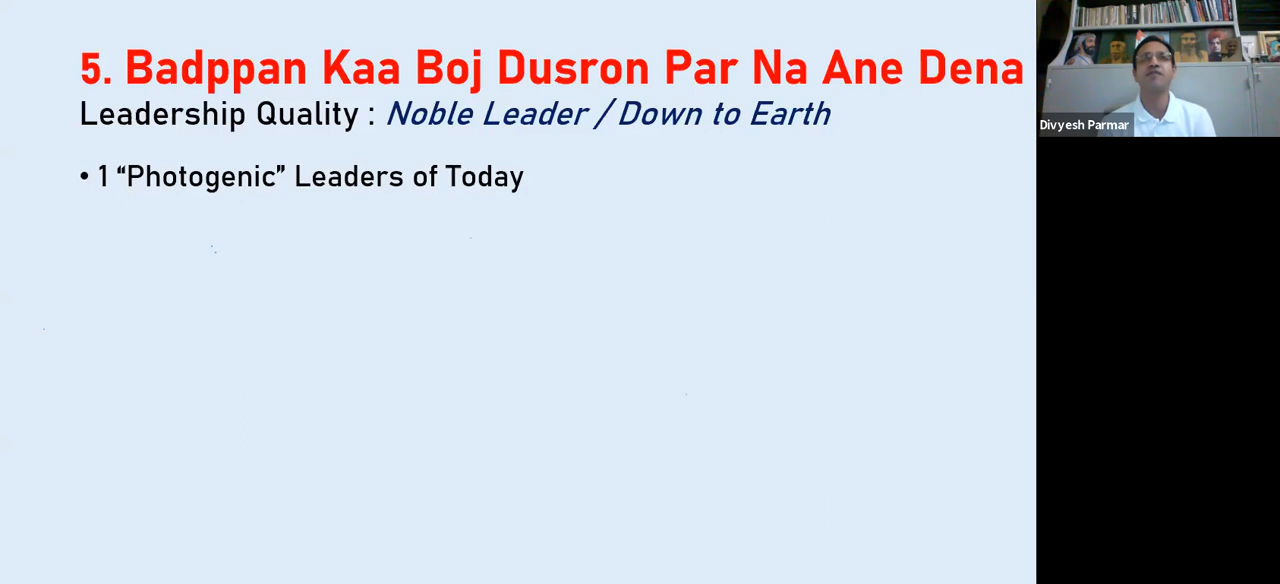 5. Badppan Kaa Boj Dusron Par Na Ane Dena
Leadership Quality : Noble Leader / Down to Earth
• 1 “Photogenic” Leaders of Today
Divyesh Parmar